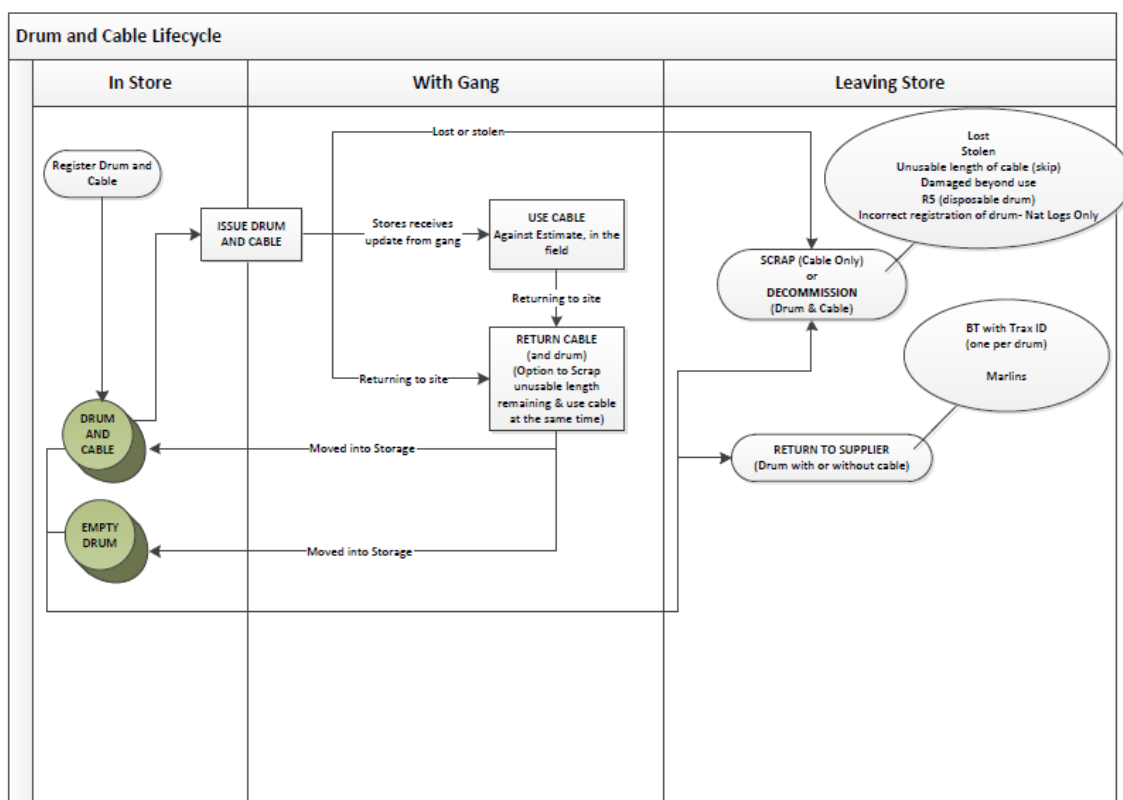 Drum and Cable Lifecycle
In Store
With Gang
Leaving Store
Register Drum and
Cable
ISSUE DRUM
AND CABLE
Lost or stolen
Stores receives
update from gang
USE CABLE
Against Estimate, in the
field
Returning to site
RETURN CABLE
(and drum)
(Option to Scrap
unusable length
remaining & use cable
at the same time)
Returning to site
DRUM
AND
CABLE
Moved into Storage
EMPTY
DRUM
Moved into Storage
Lost
Stolen
Unusable length of cable (skip)
Damaged beyond use
R5 (disposable drum)
Incorrect registration of drum- Nat Logs Only
SCRAP (Cable Only)
or
DECOMMISSION
(Drum & Cable)
BT with Trax ID
(one per drum)
Marlins
RETURN TO SUPPLIER
(Drum with or without cable)